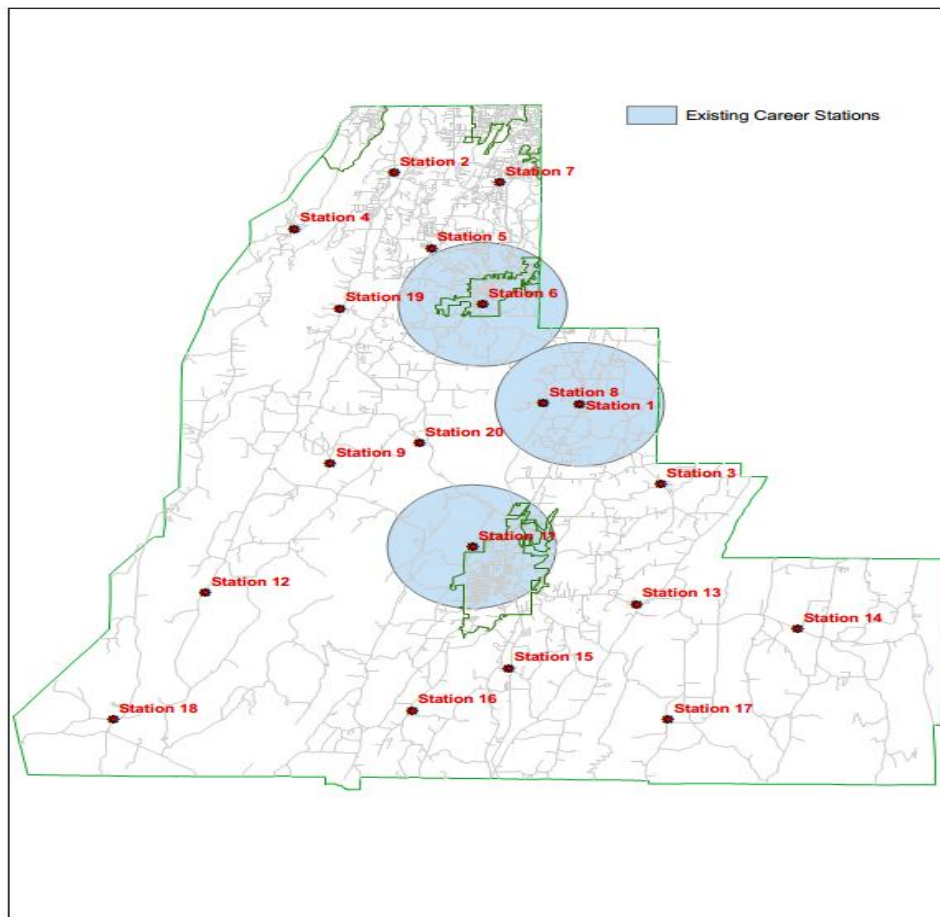 Existing Career Stations
Station 2
Station 7
Station 4
Station 5
Station 6
Station 19
Station 8
Station 1
Station 20
Station 9
Station 3
Station 11
Station 12
Station 13
Station 14
Station 15
Station 16
Station 18
Station 17